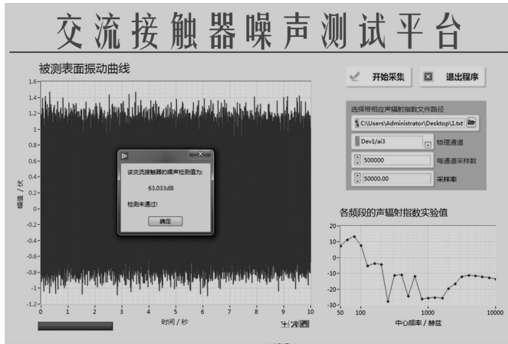 交流接触器噪声测试平台
被测表面振动曲线
开始采集
退出程序
选择带相应声辐射指数文件路径
C:\Users\Administrator\Desktop\1.txt
Dev1/ai3
物理通道
500000
每通道采样数
50000.00
采样率
该交流接触器的噪声检测值为:
63.033dB
检测未通过!
确定
幅值 / 伏
1.6
1.4
1.2
1
0.8
0.6
0.4
0.2
0
-0.2
-0.4
-0.6
-0.8
-1
-1.2
0 1 2 3 4 5 6 7 8 9 10
时间 / 秒
各频段的声辐射指数实验值
20
10
0
-10
-20
-30
50 100 1000 10000
中心频率 / 赫兹